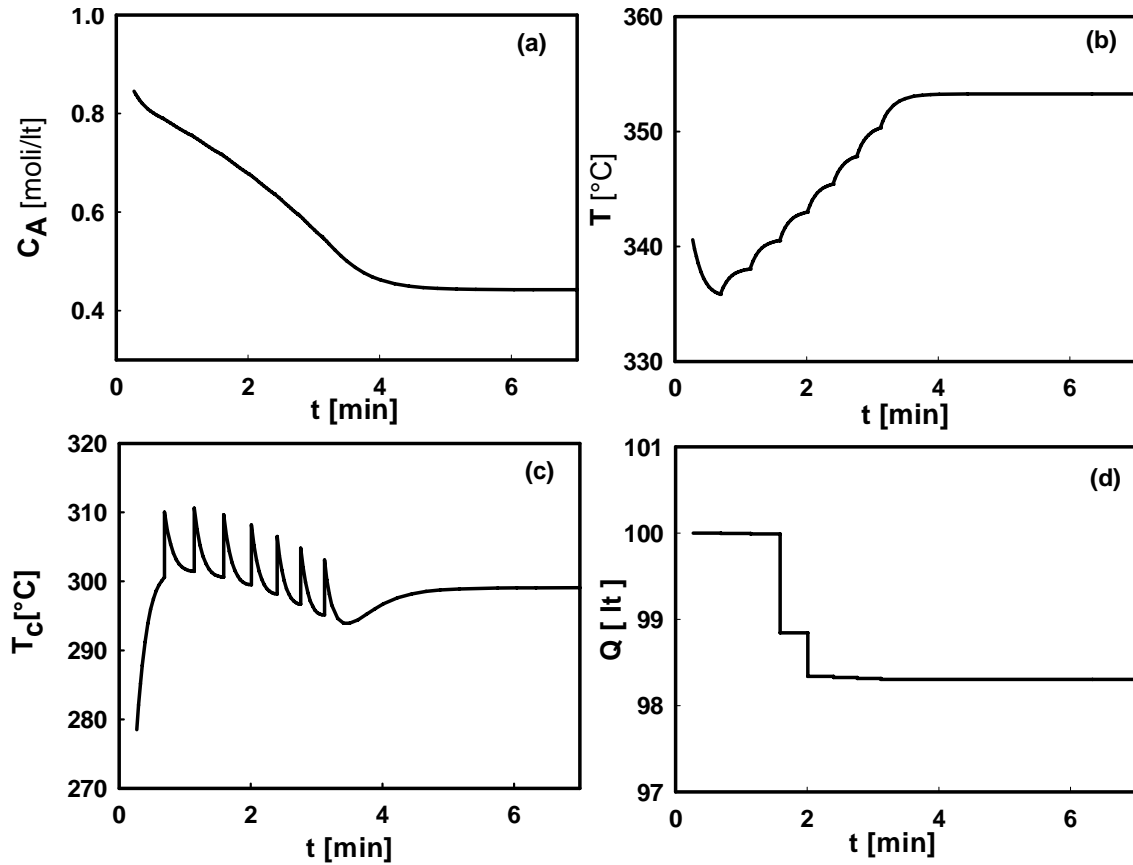 1.0
0.8
0.6
0.4
0 2 4 6
C_A [moli/lt]
t [min]
(a)
360
350
340
330
0 2 4 6
T [°C]
t [min]
(b)
320
310
300
290
280
270
0 2 4 6
T_C[°C]
t [min]
(c)
101
100
99
98
97
0 2 4 6
Q [ lt ]
t [min]
(d)